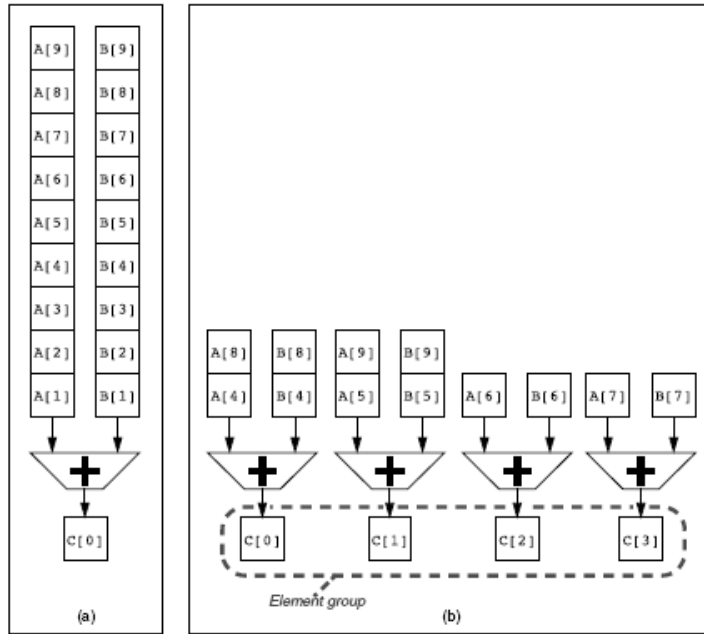 A[9] B[9]
A[8] B[8]
A[7] B[7]
A[6] B[6]
A[5] B[5]
A[4] B[4]
A[3] B[3]
A[2] B[2]
A[1] B[1]
+
C[0]
(a)
A[8] B[8] A[9] B[9]
A[4] B[4] A[5] B[5] A[6] B[6] A[7] B[7]
+ + + +
C[0] C[1] C[2] C[3]
Element group
(b)